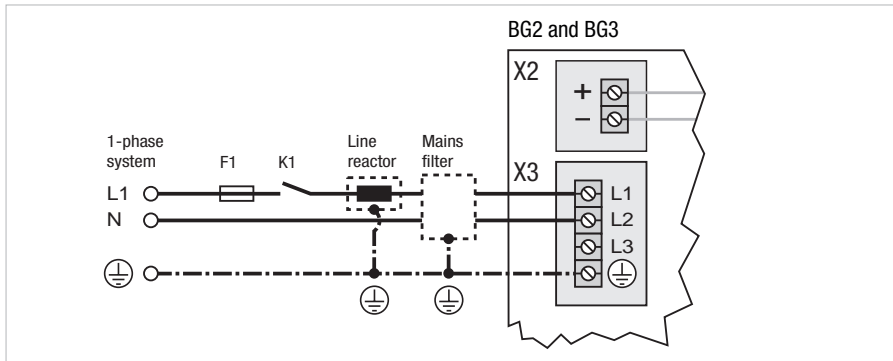 BG2 and BG3
X2
+
−
1-phase
system
F1
K1
Line
reactor
Mains
filter
X3
L1
L1
N
L2
L3